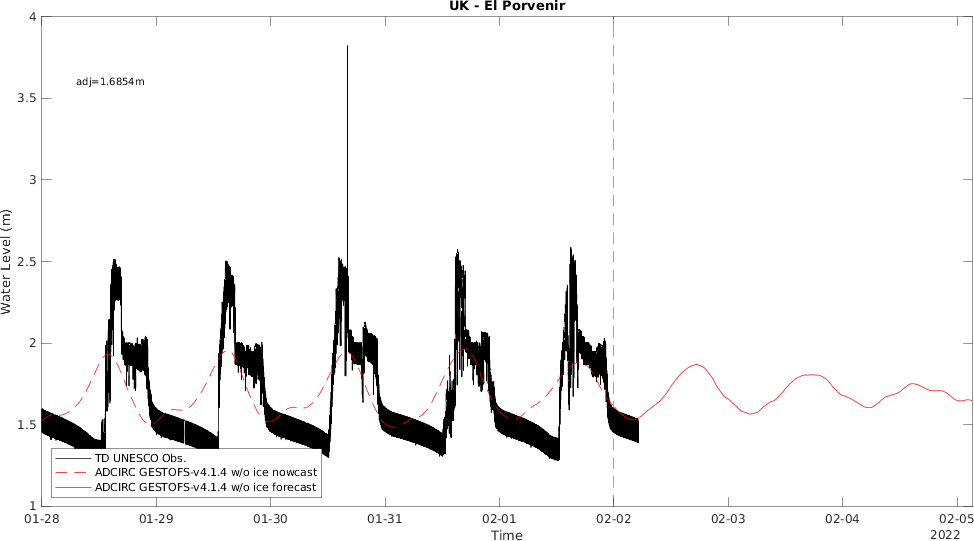 UK - El Porvenir
4
adj=1.6854m
3.5
3
2.5
Water Level (m)
2
1.5
TD UNESCO Obs.
ADCIRC GESTOFS-v4.1.4 w/o ice nowcast
ADCIRC GESTOFS-v4.1.4 w/o ice forecast
1
01-28 01-29 01-30 01-31 02-01 02-02 02-03 02-04 02-05
Time 2022